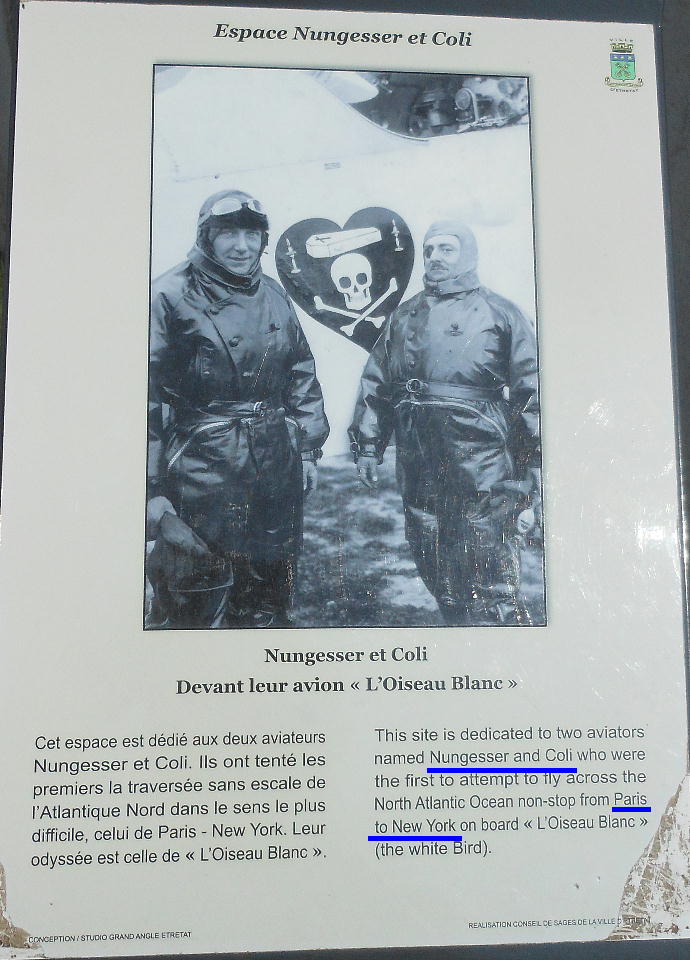 Espace Nungesser et Coli
VILLE
D'ETRETAT
Nungesser et Coli
Devant leur avion « L'Oiseau Blanc »
Cet espace est dédié aux deux aviateurs
Nungesser et Coli. Ils ont tenté les
premiers la traversée sans escale de
l'Atlantique Nord dans le sens le plus
difficile, celui de Paris - New York. Leur
odyssée est celle de « L'Oiseau Blanc ».
This site is dedicated to two aviators
named Nungesser and Coli who were
the first to attempt to fly across the
North Atlantic Ocean non-stop from Paris
to New York on board « L'Oiseau Blanc »
(the white Bird).
CONCEPTION / STUDIO GRAND ANGLE ETRETAT
REALISATION CONSEIL DE SAGES DE LA VILLE D'ETRETAT